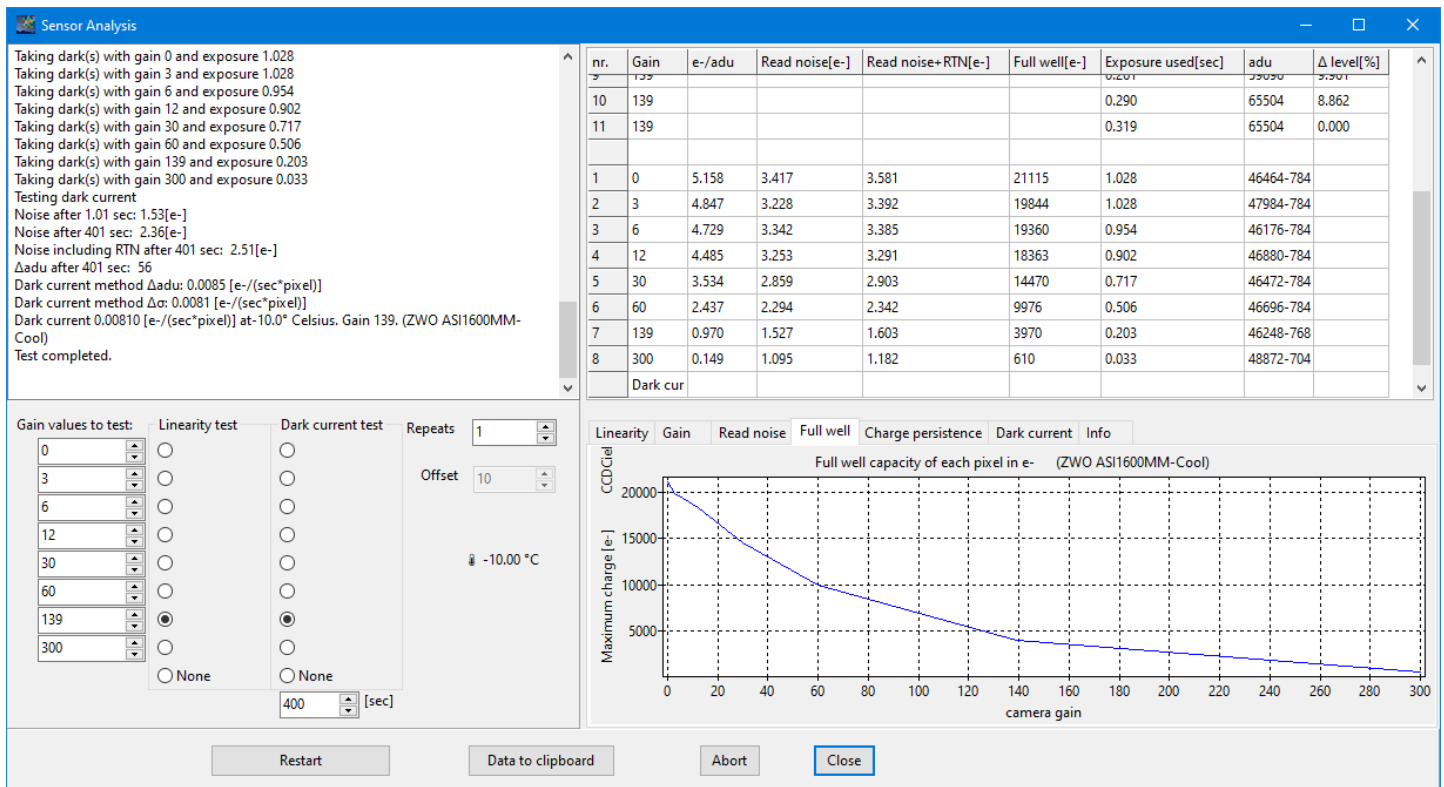 Sensor Analysis
Taking dark(s) with gain 0 and exposure 1.028
Taking dark(s) with gain 3 and exposure 1.028
Taking dark(s) with gain 6 and exposure 0.954
Taking dark(s) with gain 12 and exposure 0.902
Taking dark(s) with gain 30 and exposure 0.717
Taking dark(s) with gain 60 and exposure 0.506
Taking dark(s) with gain 139 and exposure 0.203
Taking dark(s) with gain 300 and exposure 0.033
Testing dark current
Noise after 1.01 sec: 1.53[e-]
Noise after 401 sec:  2.36[e-]
Noise including RTN after 401 sec:  2.51[e-]
Δadu after 401 sec:  56
Dark current method Δadu: 0.0085 [e-/(sec*pixel)]
Dark current method Δσ: 0.0081 [e-/(sec*pixel)]
Dark current 0.00810 [e-/(sec*pixel)] at-10.0° Celsius. Gain 139. (ZWO ASI1600MM-
Cool)
Test completed.
nr. Gain e-/adu Read noise[e-] Read noise+RTN[e-] Full well[e-] Exposure used[sec] adu Δ level[%]
10 139 0.290 65504 8.862
11 139 0.319 65504 0.000
1 0 5.158 3.417 3.581 21115 1.028 46464-784
2 3 4.847 3.228 3.392 19844 1.028 47984-784
3 6 4.729 3.342 3.385 19360 0.954 46176-784
4 12 4.485 3.253 3.291 18363 0.902 46880-784
5 30 3.534 2.859 2.903 14470 0.717 46472-784
6 60 2.437 2.294 2.342 9976 0.506 46696-784
7 139 0.970 1.527 1.603 3970 0.203 46248-768
8 300 0.149 1.095 1.182 610 0.033 48872-704
Dark cur
Gain values to test: Linearity test Dark current test Repeats 1
0
3 Offset 10
6
12
30 -10.00 °C
60
139
300
None None
400 [sec]
Linearity Gain Read noise Full well Charge persistence Dark current Info
CCDCiel
Full well capacity of each pixel in e- (ZWO ASI1600MM-Cool)
Maximum charge [e-]
20000
15000
10000
5000
0 20 40 60 80 100 120 140 160 180 200 220 240 260 280 300
camera gain
Restart Data to clipboard Abort Close